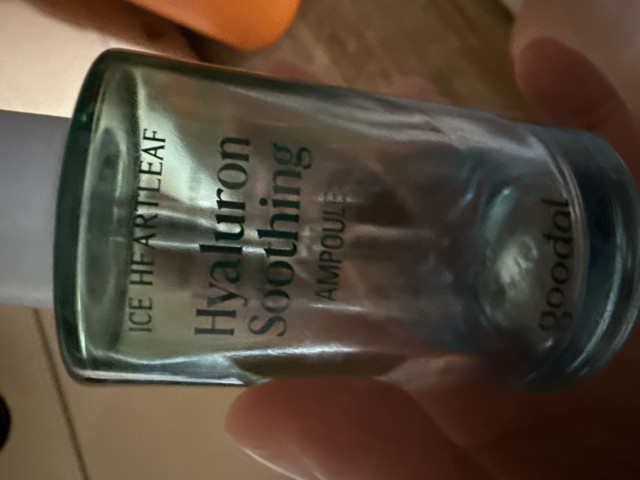 ICE HEARTLEAF
Hyaluron
Soothing
AMPOULE
goodal